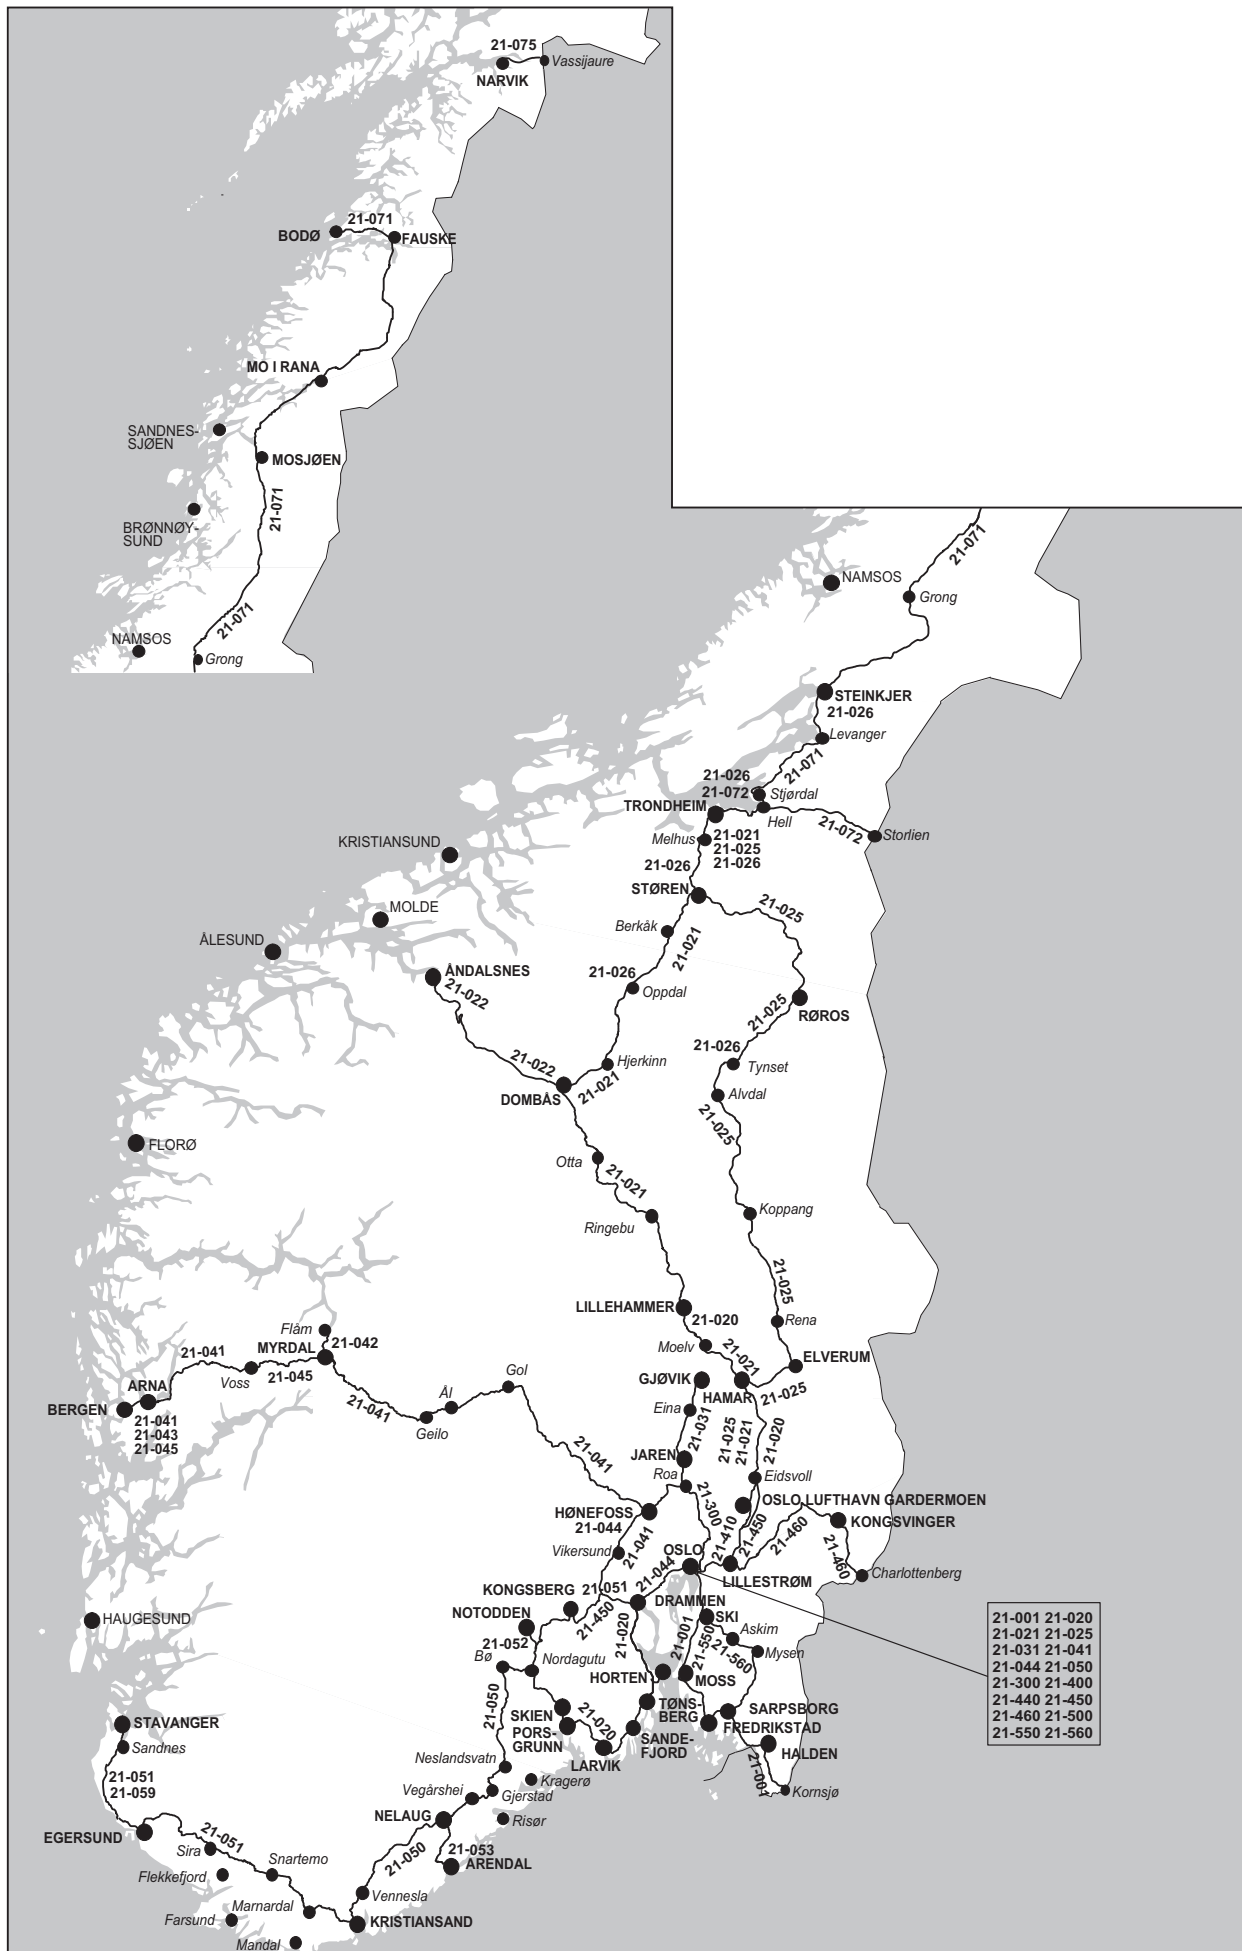 21-075
Vassijaure
NARVIK
21-071
BODØ
FAUSKE
MO I RANA
SANDNES-
SJØEN
MOSJØEN
21-071
BRØNNØY-
SUND
21-071
NAMSOS
Grong
21-071
NAMSOS
Grong
STEINKJER
21-026
Levanger
21-071
21-026
21-072
Stjørdal
TRONDHEIM
Hell
21-072
Storlien
Melhus
21-021
21-025
21-026
KRISTIANSUND
21-026
STØREN
21-025
MOLDE
Berkåk
21-021
ÅLESUND
ÅNDALSNES
21-022
21-026
Oppdal
21-025
RØROS
21-026
Tynset
21-022
Hjerkinn
21-021
DOMBÅS
Alvdal
21-025
FLORØ
Otta
21-021
Koppang
Ringebu
21-025
LILLEHAMMER
21-020
Rena
Flåm
21-042
MYRDAL
21-041
Moelv
21-021
ELVERUM
Voss
21-045
Gol
GJØVIK
HAMAR
21-025
ARNA
BERGEN
21-041
21-043
21-045
21-041
Ål
Geilo
Eina
21-031
21-025
21-021
21-020
21-041
JAREN
Roa
Eidsvoll
21-300
OSLO LUFTHAVN GARDERMOEN
HØNEFOSS
21-044
21-041
21-410
21-450
21-460
KONGSVINGER
Vikersund
OSLO
21-044
LILLESTRØM
21-460
Charlottenberg
KONGSBERG
21-051
DRAMMEN
NOTODDEN
21-450
21-020
SKI
HAUGESUND
21-001
21-550
Askim
21-560
Mysen
21-001 21-020
21-021 21-025
21-031 21-041
21-044 21-050
21-300 21-400
21-440 21-450
21-460 21-500
21-550 21-560
21-052
Bø
Nordagutu
HORTEN
MOSS
21-050
SKIEN
PORS-
GRUNN
21-020
TØNS-
BERG
SARPSBORG
FREDRIKSTAD
STAVANGER
Sandnes
LARVIK
SANDE-
FJORD
HALDEN
21-001
Kornsjø
21-051
21-059
Neslandsvatn
Kragerø
Vegårshei
Gjerstad
NELAUG
Risør
EGERSUND
21-051
Sira
21-050
21-053
ARENDAL
Snartemo
Flekkefjord
Vennesla
Marnardal
Farsund
KRISTIANSAND
Mandal